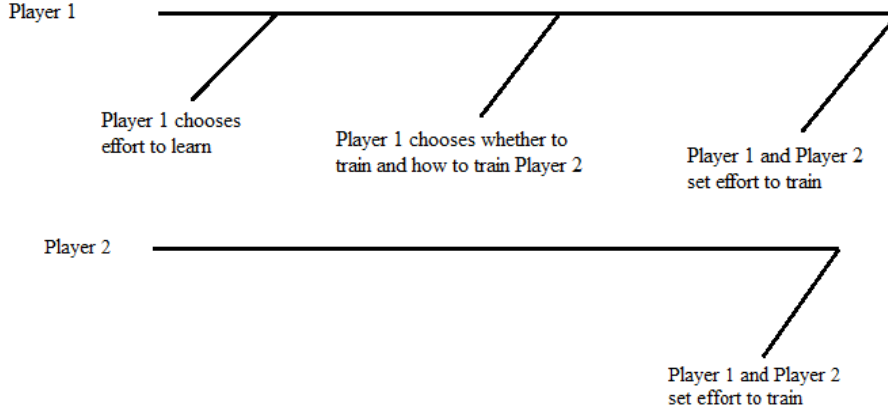 Player 1
Player 1 chooses
effort to learn
Player 1 chooses whether to
train and how to train Player 2
Player 1 and Player 2
set effort to train
Player 2
Player 1 and Player 2
set effort to train